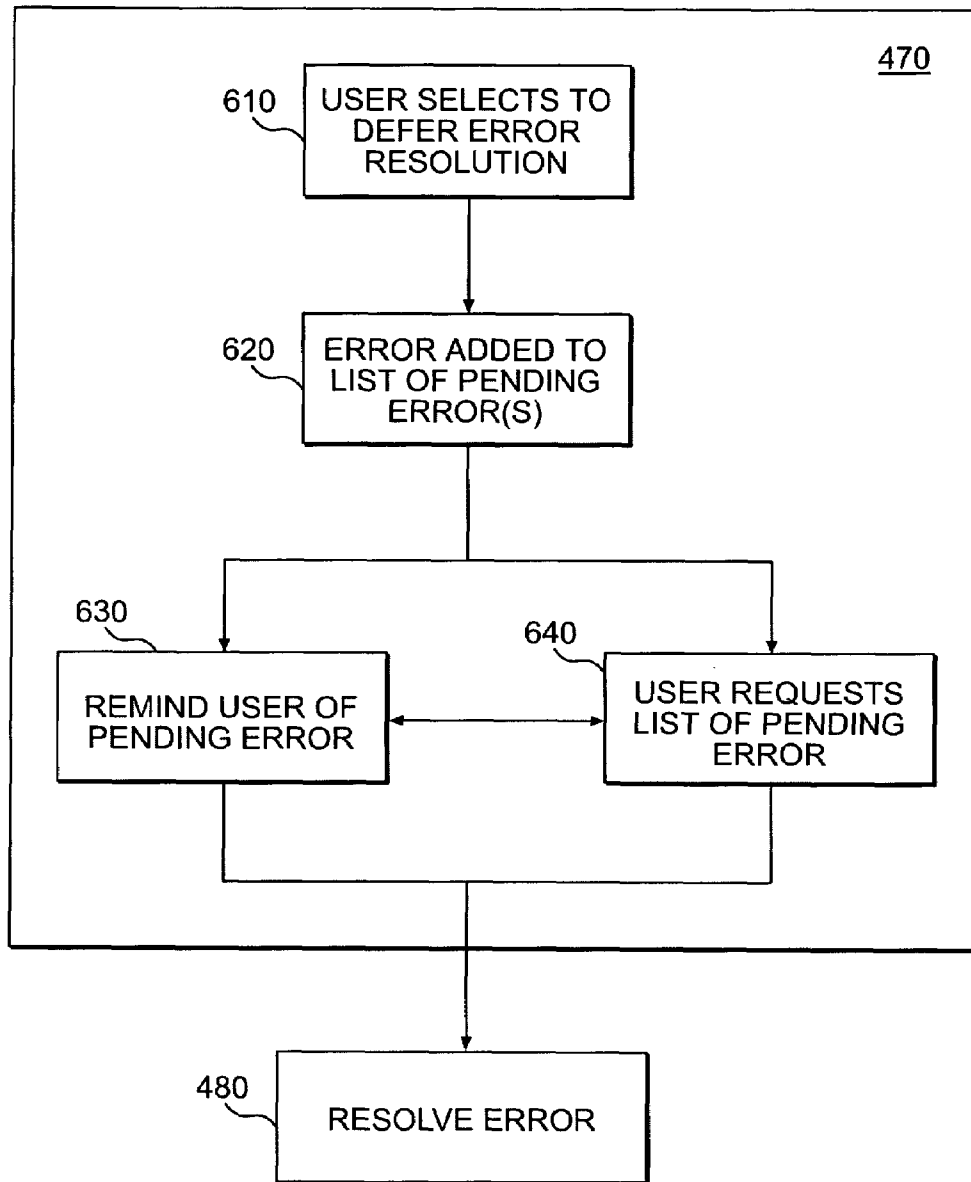 470
610
USER SELECTS TO
DEFER ERROR
RESOLUTION
620
ERROR ADDED TO
LIST OF PENDING
ERROR(S)
630
REMIND USER OF
PENDING ERROR
640
USER REQUESTS
LIST OF PENDING
ERROR
480
RESOLVE ERROR